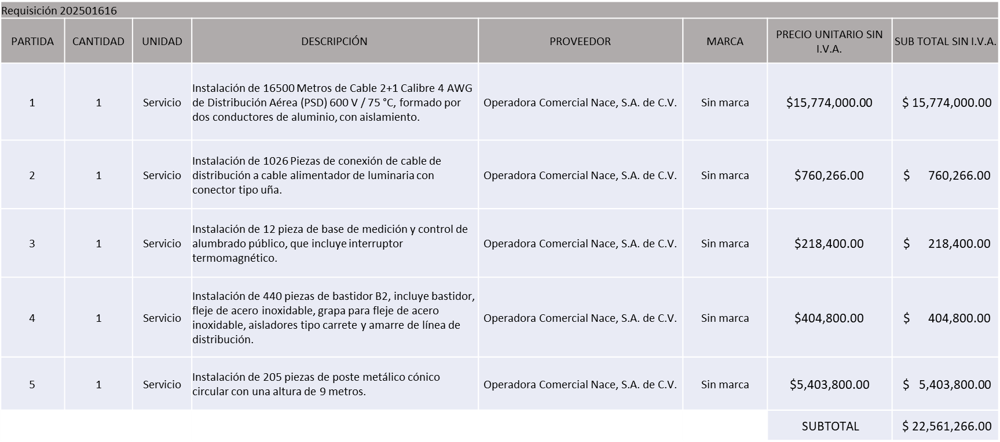 Requisición 202501616
PARTIDA CANTIDAD UNIDAD DESCRIPCIÓN PROVEEDOR MARCA PRECIO UNITARIO SIN I.V.A. SUB TOTAL SIN I.V.A.
1 1 Servicio
Instalación de 16500 Metros de Cable 2+1 Calibre 4 AWG
de Distribución Aérea (PSD) 600 V / 75 °C, formado por
dos conductores de aluminio, con aislamiento.
Operadora Comercial Nace, S.A. de C.V. Sin marca $15,774,000.00 $ 15,774,000.00
2 1 Servicio
Instalación de 1026 Piezas de conexión de cable de
distribución a cable alimentador de luminaria con
conector tipo uña.
Operadora Comercial Nace, S.A. de C.V. Sin marca $760,266.00 $ 760,266.00
3 1 Servicio
Instalación de 12 pieza de base de medición y control de
alumbrado público, que incluye interruptor
termomagnético.
Operadora Comercial Nace, S.A. de C.V. Sin marca $218,400.00 $ 218,400.00
4 1 Servicio
Instalación de 440 piezas de bastidor B2, incluye bastidor,
fleje de acero inoxidable, grapa para fleje de acero
inoxidable, aisladores tipo carrete y amarre de línea de
distribución.
Operadora Comercial Nace, S.A. de C.V. Sin marca $404,800.00 $ 404,800.00
5 1 Servicio
Instalación de 205 piezas de poste metálico cónico
circular con una altura de 9 metros.
Operadora Comercial Nace, S.A. de C.V. Sin marca $5,403,800.00 $ 5,403,800.00
SUBTOTAL $ 22,561,266.00